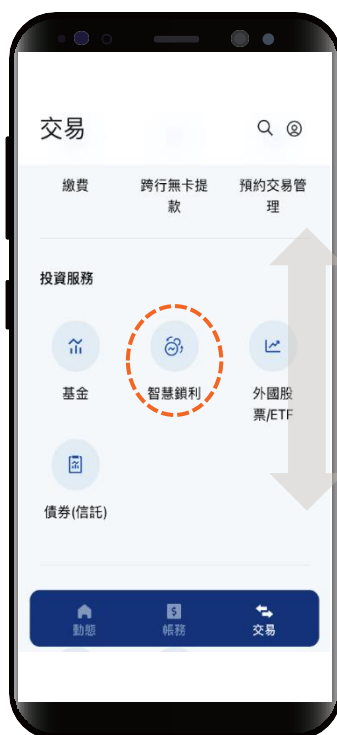 交易
繳費 跨行無卡提 預約交易管
款 理
投資服務
基金 智慧鎖利 外國股
票/ETF
債券(信託)
動態 帳務 交易